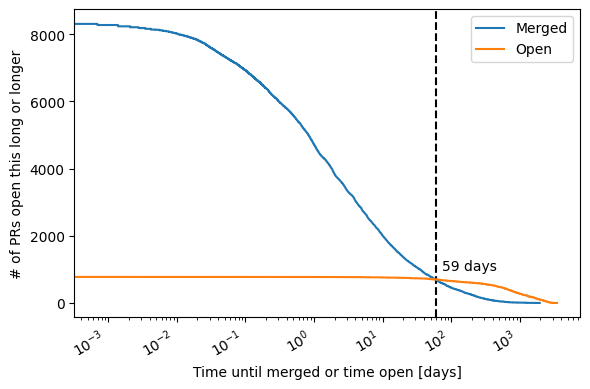 # of PRs open this long or longer
8000
6000
4000
2000
0
Merged
Open
59 days
10⁻³
10⁻²
10⁻¹
10⁰
10¹
10²
10³
Time until merged or time open [days]